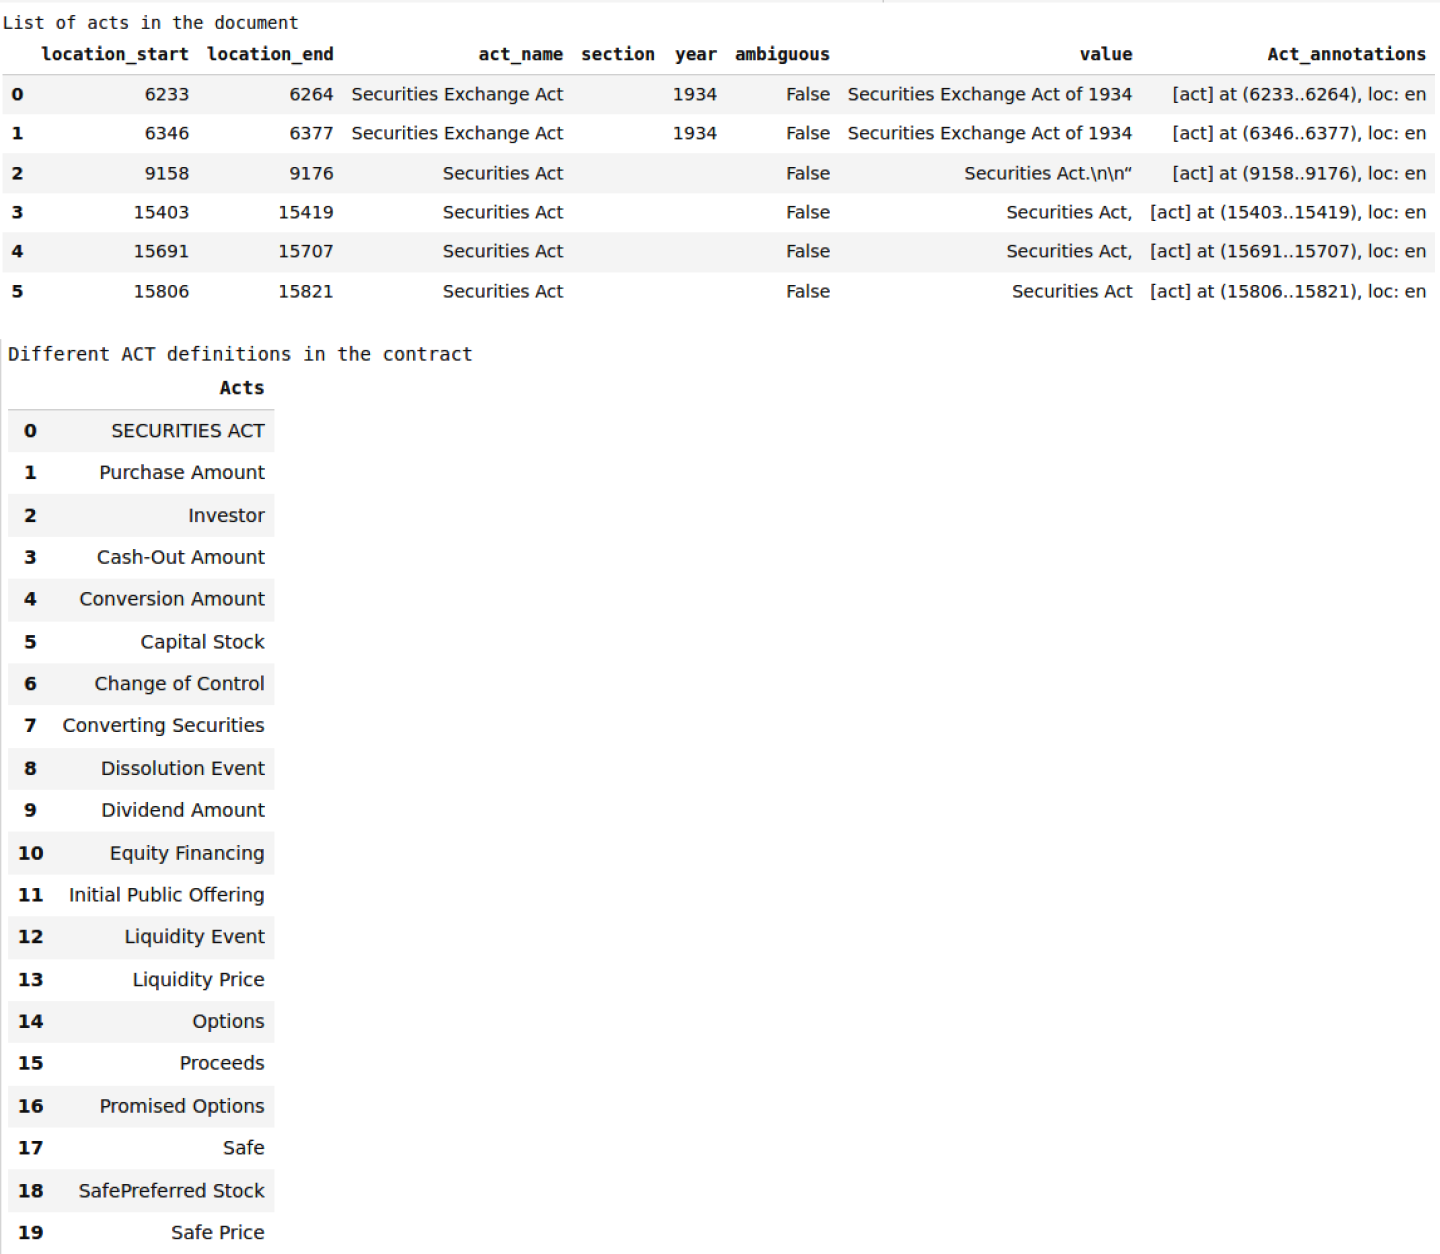 List of acts in the document
location_start location_end act_name section year ambiguous value Act_annotations
0 6233 6264 Securities Exchange Act 1934 False Securities Exchange Act of 1934 [act] at (6233..6264), loc: en
1 6346 6377 Securities Exchange Act 1934 False Securities Exchange Act of 1934 [act] at (6346..6377), loc: en
2 9158 9176 Securities Act False Securities Act.\n\n“ [act] at (9158..9176), loc: en
3 15403 15419 Securities Act False Securities Act, [act] at (15403..15419), loc: en
4 15691 15707 Securities Act False Securities Act, [act] at (15691..15707), loc: en
5 15806 15821 Securities Act False Securities Act [act] at (15806..15821), loc: en
Different ACT definitions in the contract
Acts
0 SECURITIES ACT
1 Purchase Amount
2 Investor
3 Cash-Out Amount
4 Conversion Amount
5 Capital Stock
6 Change of Control
7 Converting Securities
8 Dissolution Event
9 Dividend Amount
10 Equity Financing
11 Initial Public Offering
12 Liquidity Event
13 Liquidity Price
14 Options
15 Proceeds
16 Promised Options
17 Safe
18 SafePreferred Stock
19 Safe Price